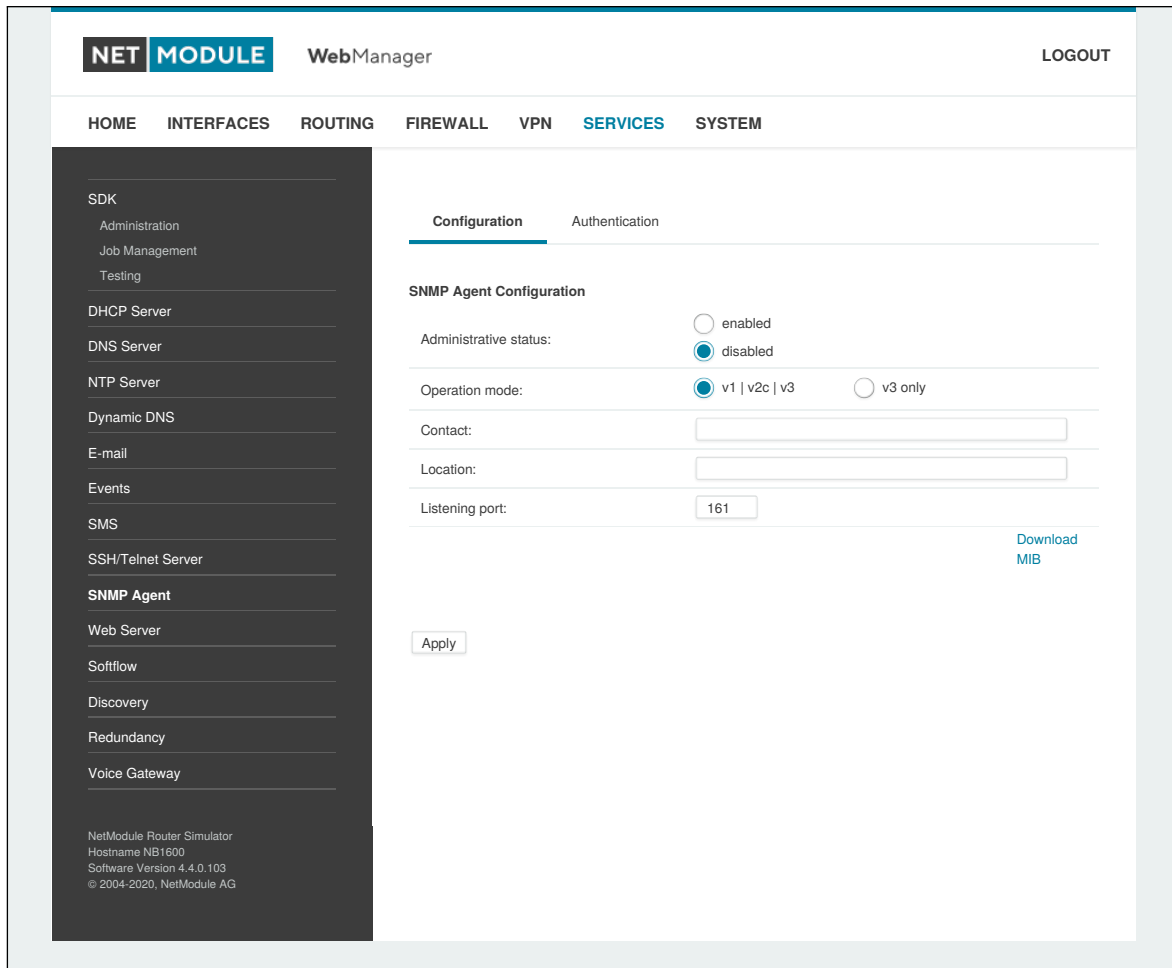 NET MODULE WebManager LOGOUT
HOME INTERFACES ROUTING FIREWALL VPN SERVICES SYSTEM
SDK
Administration
Job Management
Testing
DHCP Server
DNS Server
NTP Server
Dynamic DNS
E-mail
Events
SMS
SSH/Telnet Server
SNMP Agent
Web Server
Softflow
Discovery
Redundancy
Voice Gateway
NetModule Router Simulator
Hostname NB1600
Software Version 4.4.0.103
© 2004-2020, NetModule AG
Configuration Authentication
SNMP Agent Configuration
Administrative status:
enabled
disabled
Operation mode: v1 | v2c | v3 v3 only
Contact:
Location:
Listening port: 161
Download
MIB
Apply